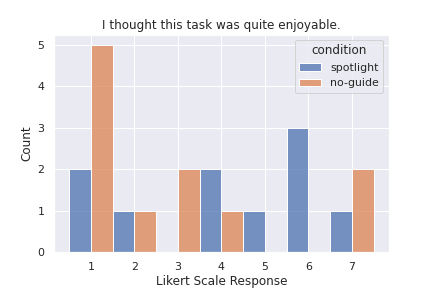 I thought this task was quite enjoyable.
condition
spotlight
no-guide
Count
5
4
3
2
1
0
1 2 3 4 5 6 7
Likert Scale Response